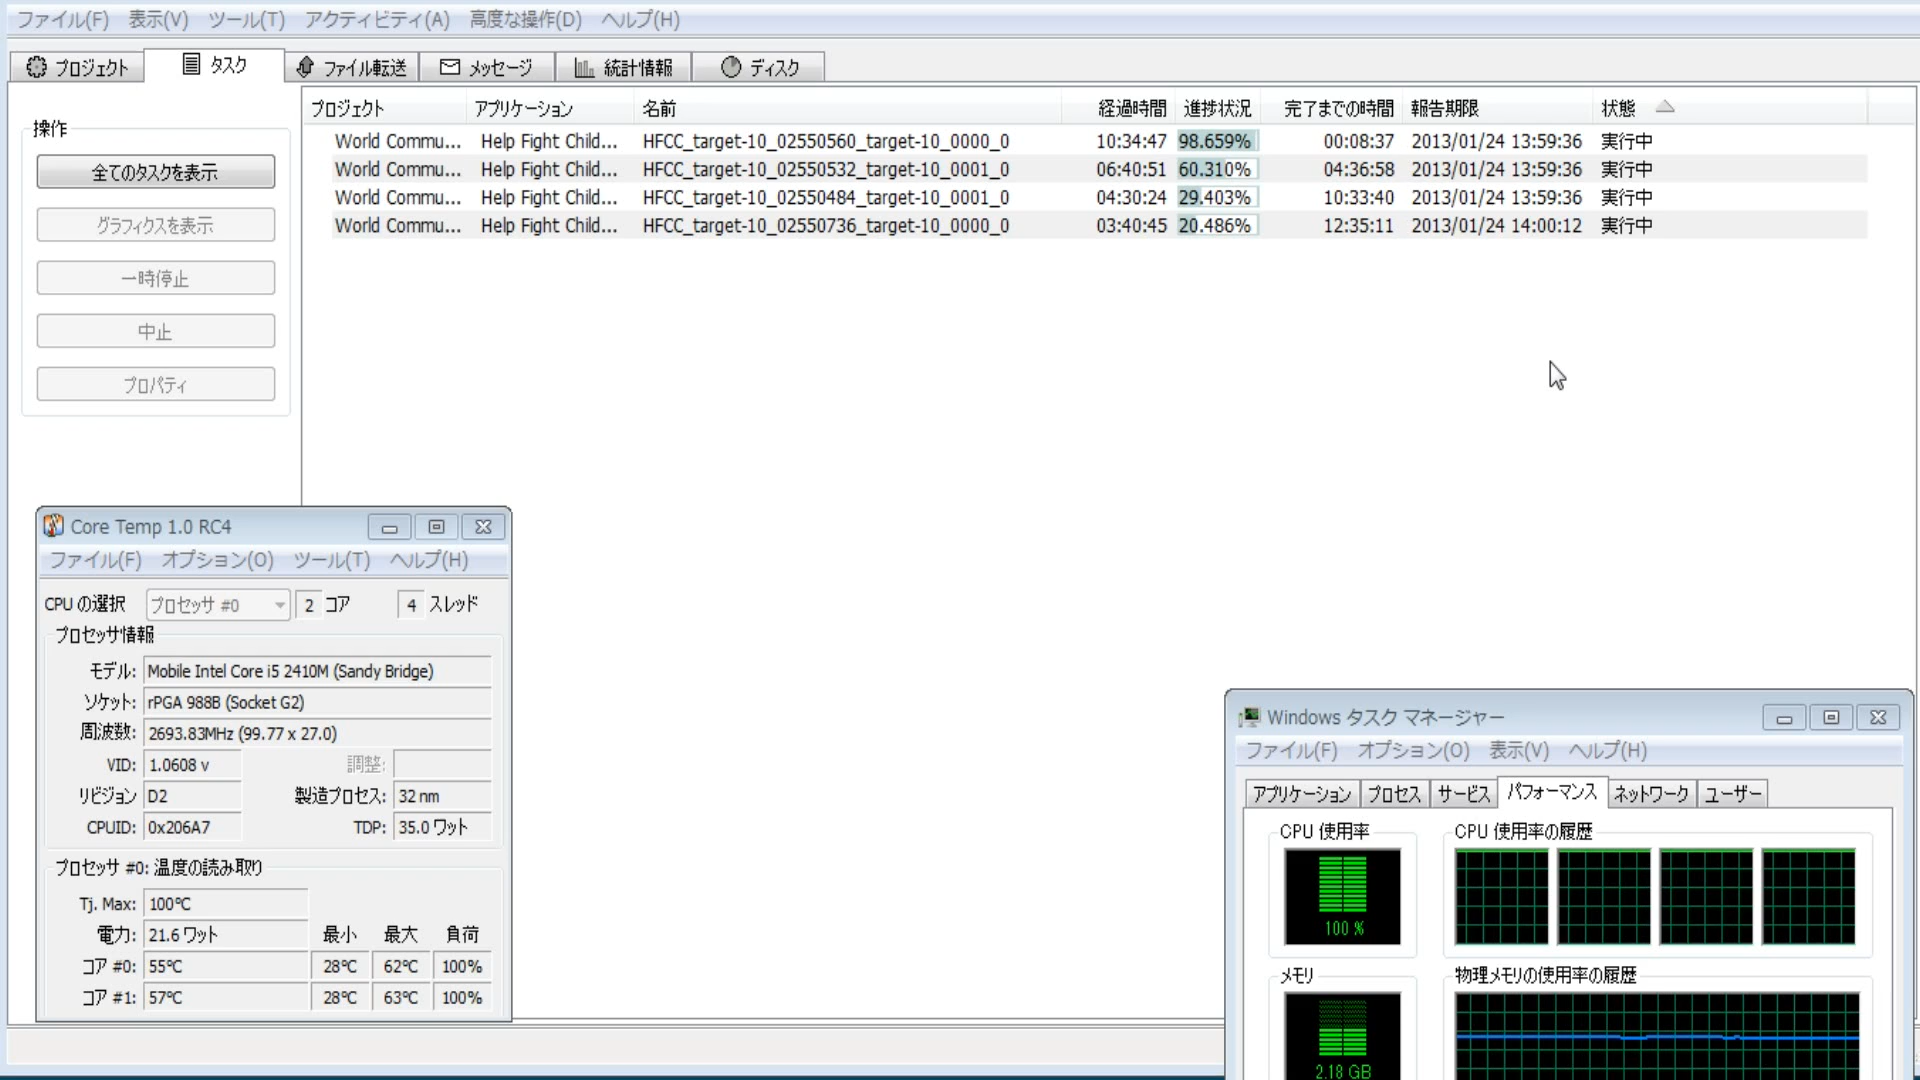 ファイル(F) 表示(V) ツール(T) アクティビティ(A) 高度な操作(D) ヘルプ(H)
プロジェクト タスク ファイル転送 メッセージ 統計情報 ディスク
操作
全てのタスクを表示
グラフィクスを表示
一時停止
中止
プロパティ
プロジェクト アプリケーション 名前 経過時間 進捗状況 完了までの時間 報告期限 状態
World Commu... Help Fight Child... HFCC_target-10_02550560_target-10_0000_0 10:34:47 98.659% 00:08:37 2013/01/24 13:59:36 実行中
World Commu... Help Fight Child... HFCC_target-10_02550532_target-10_0001_0 06:40:51 60.310% 04:36:58 2013/01/24 13:59:36 実行中
World Commu... Help Fight Child... HFCC_target-10_02550484_target-10_0001_0 04:30:24 29.403% 10:33:40 2013/01/24 13:59:36 実行中
World Commu... Help Fight Child... HFCC_target-10_02550736_target-10_0000_0 03:40:45 20.486% 12:35:11 2013/01/24 14:00:12 実行中
Core Temp 1.0 RC4
ファイル(F) オプション(O) ツール(T) ヘルプ(H)
CPU の選択 プロセッサ #0 2 コア 4 スレッド
プロセッサ情報
モデル: Mobile Intel Core i5 2410M (Sandy Bridge)
ソケット: rPGA 988B (Socket G2)
周波数: 2693.83MHz (99.77 x 27.0)
VID: 1.0608 v 調整:
リビジョン D2 製造プロセス: 32 nm
CPUID: 0x206A7 TDP: 35.0 ワット
プロセッサ #0: 温度の読み取り
Tj. Max: 100℃
電力: 21.6 ワット 最小 最大 負荷
コア #0: 55℃ 28℃ 62℃ 100%
コア #1: 57℃ 28℃ 63℃ 100%
Windows タスク マネージャー
ファイル(F) オプション(O) 表示(V) ヘルプ(H)
アプリケーション プロセス サービス パフォーマンス ネットワーク ユーザー
CPU 使用率 CPU 使用率の履歴
100 %
メモリ 物理メモリの使用率の履歴
2.18 GB